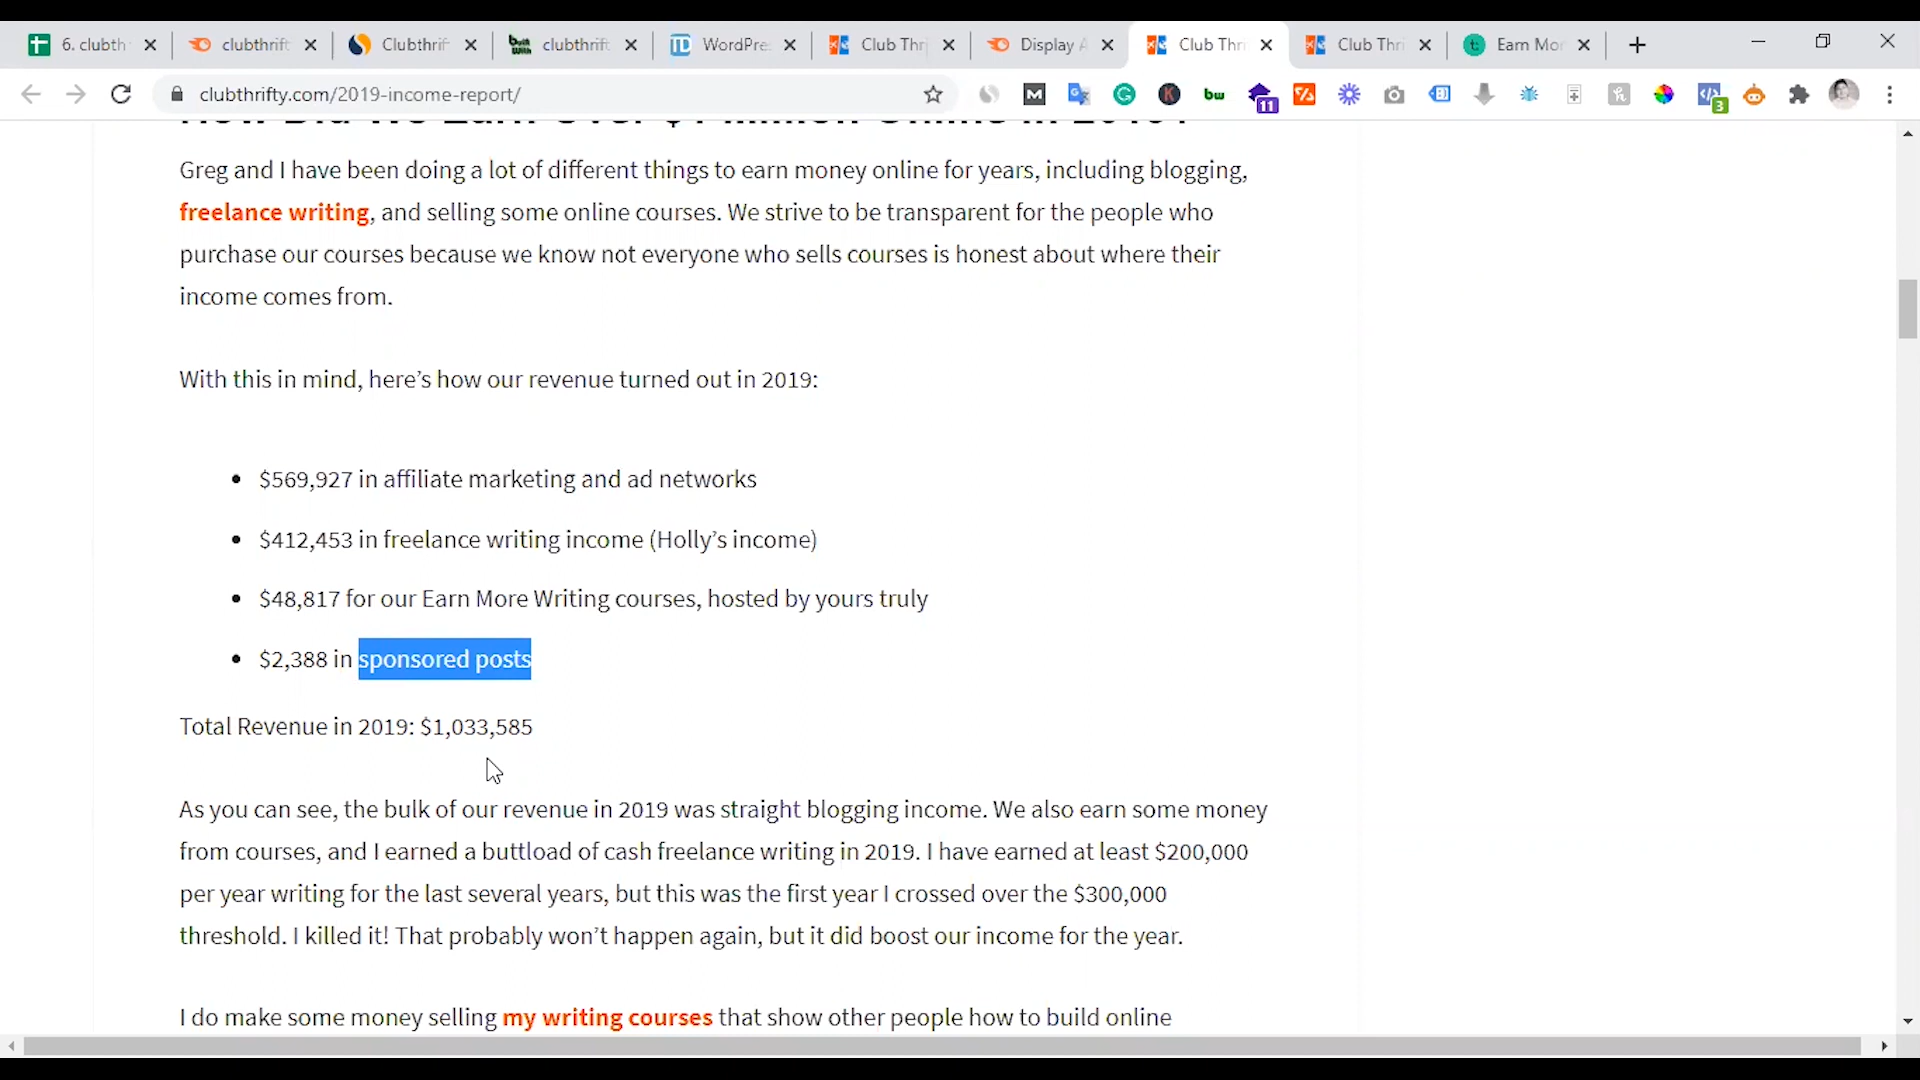 6. clubth
clubthrift
Clubthrif
built with
clubthrift
WordPre
Club Thr
Display A
Club Thr
Club Thri
Earn Mor
clubthrifty.com/2019-income-report/
11
3
Greg and I have been doing a lot of different things to earn money online for years, including blogging,
freelance writing, and selling some online courses. We strive to be transparent for the people who
purchase our courses because we know not everyone who sells courses is honest about where their
income comes from.
With this in mind, here’s how our revenue turned out in 2019:
• $569,927 in affiliate marketing and ad networks
• $412,453 in freelance writing income (Holly’s income)
• $48,817 for our Earn More Writing courses, hosted by yours truly
• $2,388 in sponsored posts
Total Revenue in 2019: $1,033,585
As you can see, the bulk of our revenue in 2019 was straight blogging income. We also earn some money
from courses, and I earned a buttload of cash freelance writing in 2019. I have earned at least $200,000
per year writing for the last several years, but this was the first year I crossed over the $300,000
threshold. I killed it! That probably won’t happen again, but it did boost our income for the year.
I do make some money selling my writing courses that show other people how to build online